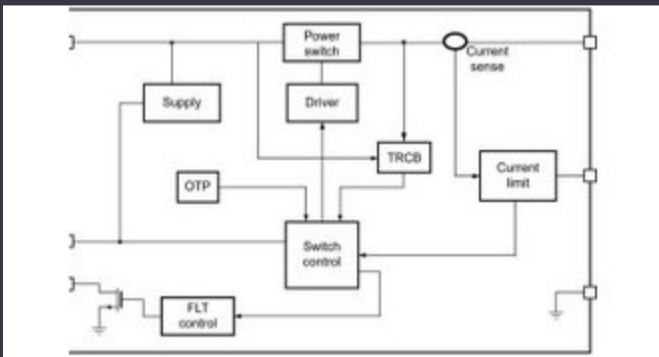 Power
switch
Current
sense
Supply
Driver
TRCB
Current
limit
OTP
Switch
control
FLT
control